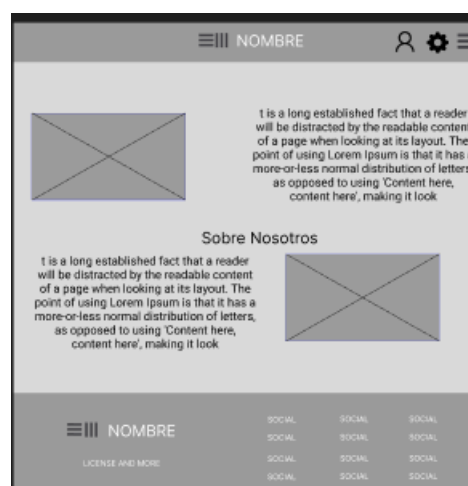 NOMBRE
t is a long established fact that a reader
will be distracted by the readable content
of a page when looking at its layout. The
point of using Lorem Ipsum is that it has
more-or-less normal distribution of letters
as opposed to using 'Content here,
content here', making it look
Sobre Nosotros
t is a long established fact that a reader
will be distracted by the readable content
of a page when looking at its layout. The
point of using Lorem Ipsum is that it has a
more-or-less normal distribution of letters,
as opposed to using 'Content here,
content here', making it look
NOMBRE
LICENSE AND MORE
SOCIAL SOCIAL SOCIAL
SOCIAL SOCIAL SOCIAL
SOCIAL SOCIAL SOCIAL
SOCIAL SOCIAL SOCIAL